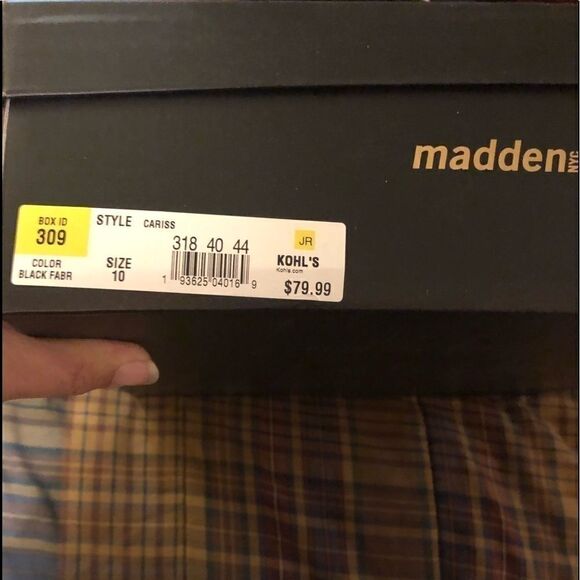 madden NYC
BOX ID
309
STYLE CARISS
318 40 44
JR
COLOR
BLACK FABR
SIZE
10
1 93625 04016 9
KOHL'S
Kohls.com
$79.99